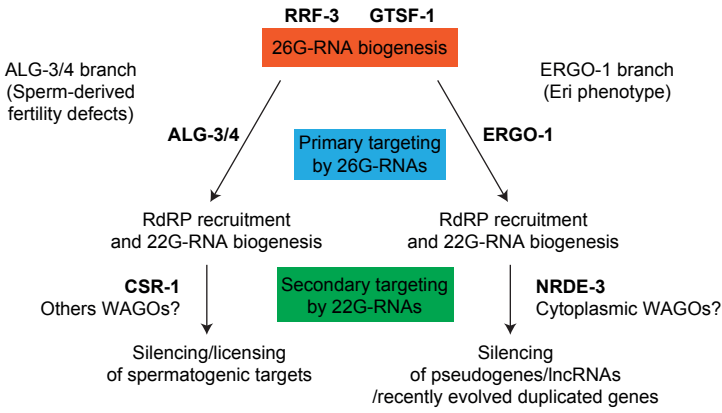 RRF-3 GTSF-1
26G-RNA biogenesis
ALG-3/4 branch
(Sperm-derived
fertility defects)
ERGO-1 branch
(Eri phenotype)
ALG-3/4
ERGO-1
Primary targeting
by 26G-RNAs
RdRP recruitment
and 22G-RNA biogenesis
RdRP recruitment
and 22G-RNA biogenesis
CSR-1
Others WAGOs?
Secondary targeting
by 22G-RNAs
NRDE-3
Cytoplasmic WAGOs?
Silencing/licensing
of spermatogenic targets
Silencing
of pseudogenes/lncRNAs
/recently evolved duplicated genes